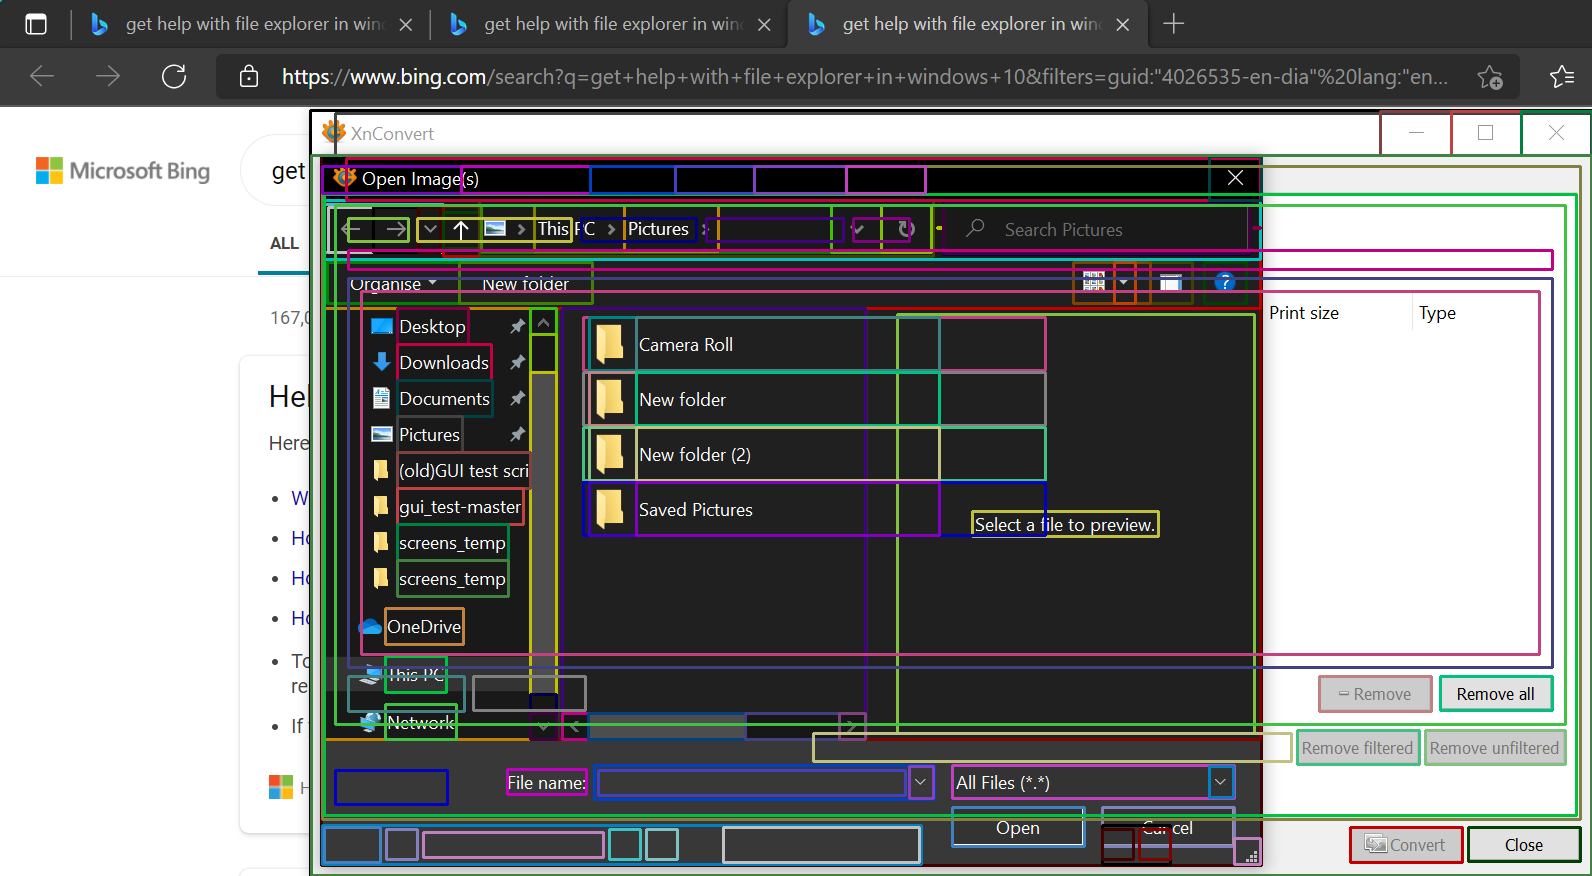 get help with file explorer in win
get help with file explorer in win
get help with file explorer in win
https://www.bing.com/search?q=get+help+with+file+explorer+in+windows+10&filters=guid:"4026535-en-dia"%20lang:"en...
XnConvert
Microsoft Bing
get
Open Image(s)
ALL
This PC
Pictures
Search Pictures
Organise
New folder
167,0
Print size
Type
Desktop
Downloads
Documents
Pictures
(old)GUI test scri
gui_test-master
screens_temp
screens_temp
OneDrive
This PC
Network
Camera Roll
New folder
New folder (2)
Saved Pictures
Select a file to preview.
Hel
Here
W
Ho
Ho
Ho
To
re
If
H
Remove
Remove all
Remove filtered
Remove unfiltered
File name:
All Files (*.*)
Open
Cancel
Convert
Close